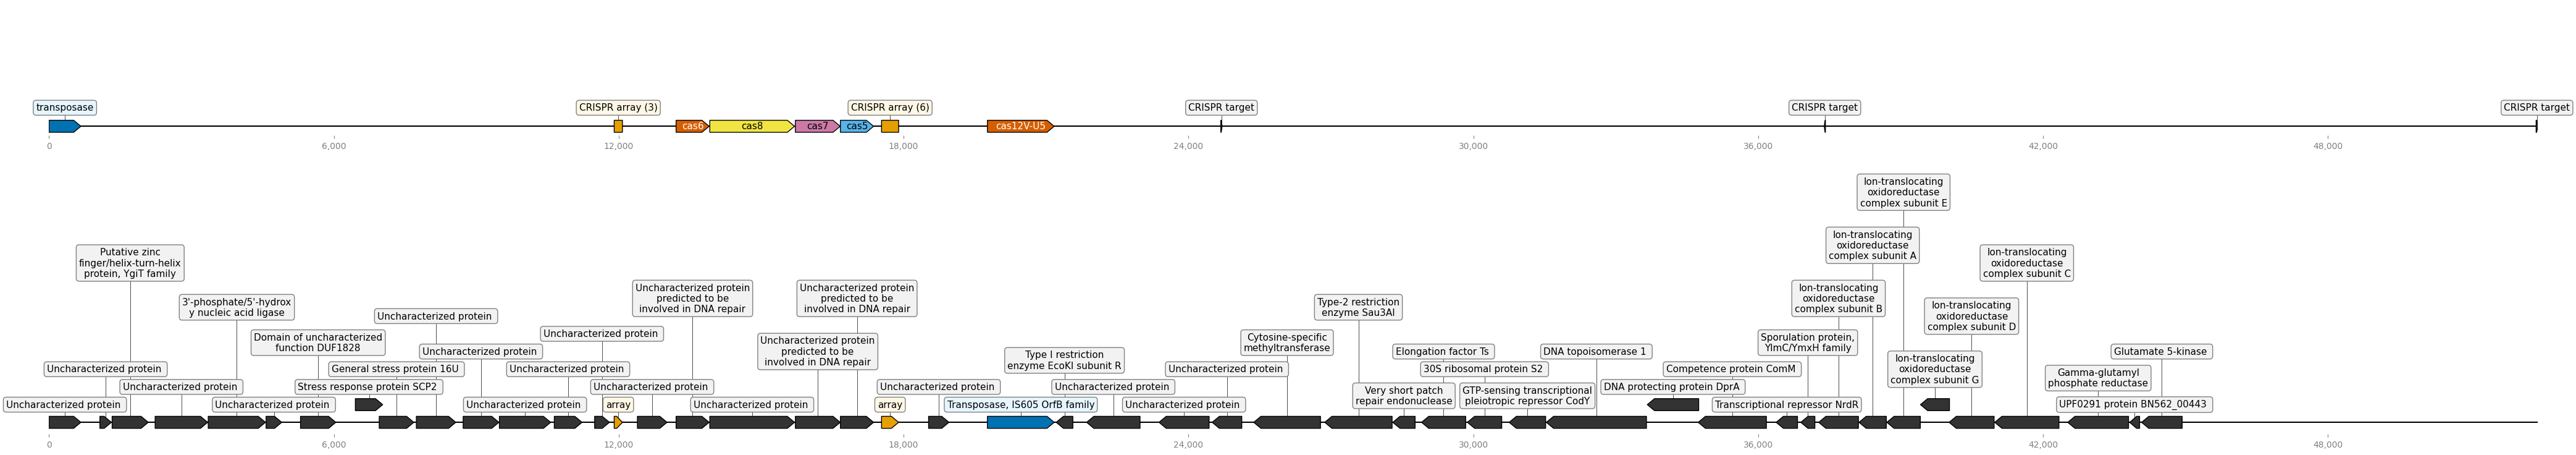 transposase
CRISPR array (3)
CRISPR array (6)
CRISPR target
CRISPR target
CRISPR target
cas6
cas8
cas7
cas5
cas12V-U5
0
6,000
12,000
18,000
24,000
30,000
36,000
42,000
48,000
Ion-translocating
oxidoreductase
complex subunit E
Ion-translocating
oxidoreductase
complex subunit A
Putative zinc
finger/helix-turn-helix
protein, YgiT family
Ion-translocating
oxidoreductase
complex subunit C
Uncharacterized protein
predicted to be
involved in DNA repair
Uncharacterized protein
predicted to be
involved in DNA repair
Ion-translocating
oxidoreductase
complex subunit B
3'-phosphate/5'-hydrox
y nucleic acid ligase
Type-2 restriction
enzyme Sau3AI
Ion-translocating
oxidoreductase
complex subunit D
Uncharacterized protein
Domain of uncharacterized
function DUF1828
Uncharacterized protein
Uncharacterized protein
predicted to be
involved in DNA repair
Cytosine-specific
methyltransferase
Sporulation protein,
YlmC/YmxH family
Uncharacterized protein
Type I restriction
enzyme EcoKI subunit R
Elongation factor Ts
DNA topoisomerase 1
Ion-translocating
oxidoreductase
complex subunit G
Glutamate 5-kinase
Uncharacterized protein
General stress protein 16U
Uncharacterized protein
Uncharacterized protein
30S ribosomal protein S2
Competence protein ComM
Gamma-glutamyl
phosphate reductase
Uncharacterized protein
Stress response protein SCP2
Uncharacterized protein
Uncharacterized protein
Uncharacterized protein
Very short patch
repair endonuclease
GTP-sensing transcriptional
pleiotropic repressor CodY
DNA protecting protein DprA
Uncharacterized protein
Uncharacterized protein
Uncharacterized protein
array
Uncharacterized protein
array
Transposase, IS605 OrfB family
Uncharacterized protein
Transcriptional repressor NrdR
UPF0291 protein BN562_00443
0
6,000
12,000
18,000
24,000
30,000
36,000
42,000
48,000